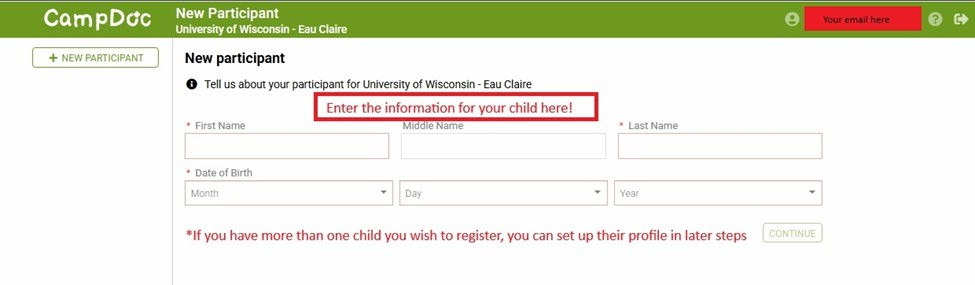 CampDoc
New Participant
University of Wisconsin - Eau Claire
Your email here
+ NEW PARTICIPANT
New participant
Tell us about your participant for University of Wisconsin - Eau Claire
Enter the information for your child here!
* First Name
Middle Name
* Last Name
* Date of Birth
Month
Day
Year
*If you have more than one child you wish to register, you can set up their profile in later steps
CONTINUE